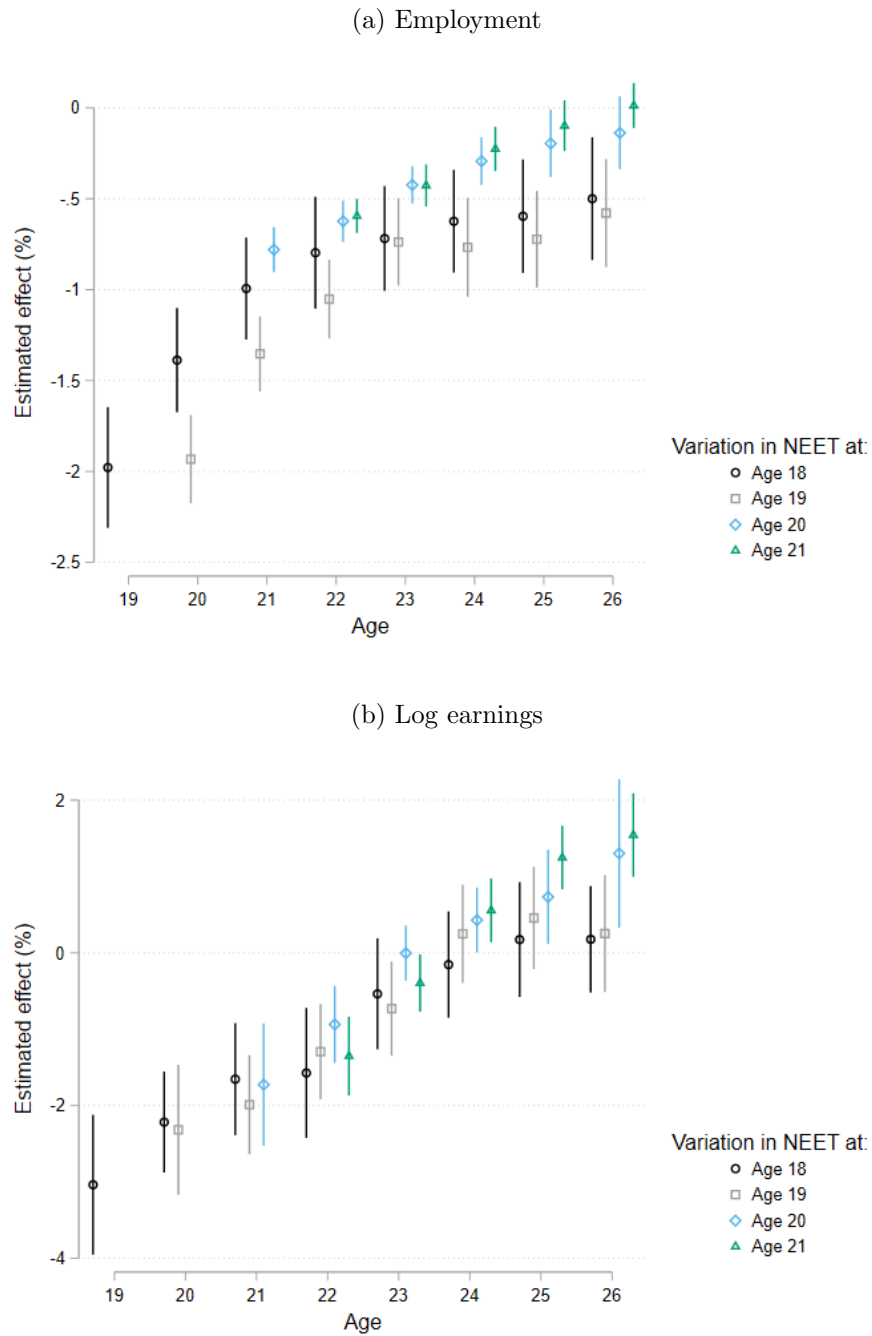 (a) Employment
0
-.5
-1
-1.5
-2
-2.5
Estimated effect (%)
19 20 21 22 23 24 25 26
Age
Variation in NEET at:
Age 18
Age 19
Age 20
Age 21
(b) Log earnings
2
0
-2
-4
Estimated effect (%)
19 20 21 22 23 24 25 26
Age
Variation in NEET at:
Age 18
Age 19
Age 20
Age 21